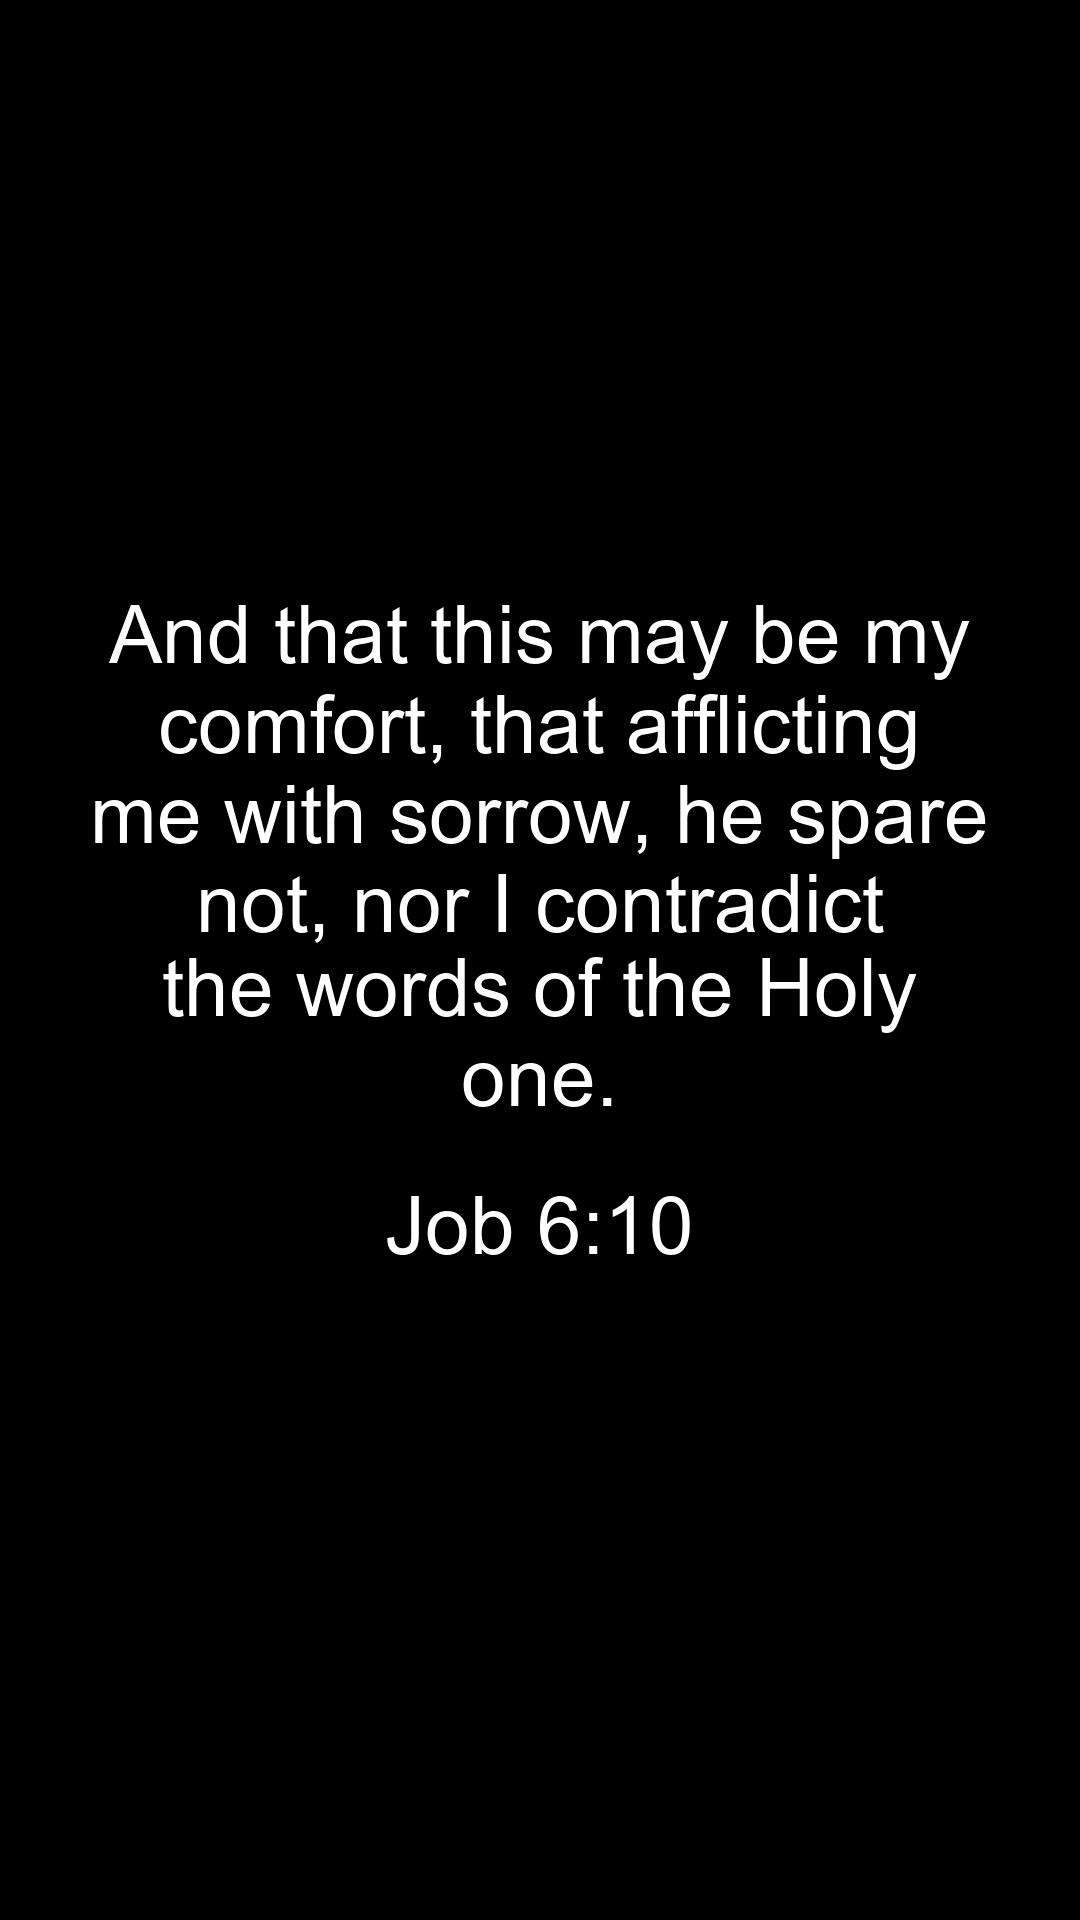 And that this may be my
comfort, that afflicting
me with sorrow, he spare
not, nor I contradict
the words of the Holy
one.
Job 6:10